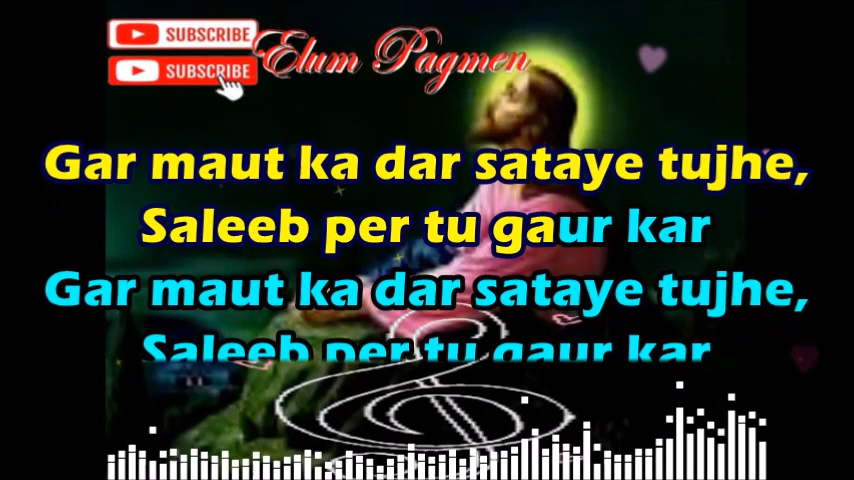 SUBSCRIBE
SUBSCRIBE
Elum Pagmen
Gar maut ka dar sataye tujhe,
Saleeb per tu gaur kar
Gar maut ka dar sataye tujhe,
Saleeb per tu gaur kar